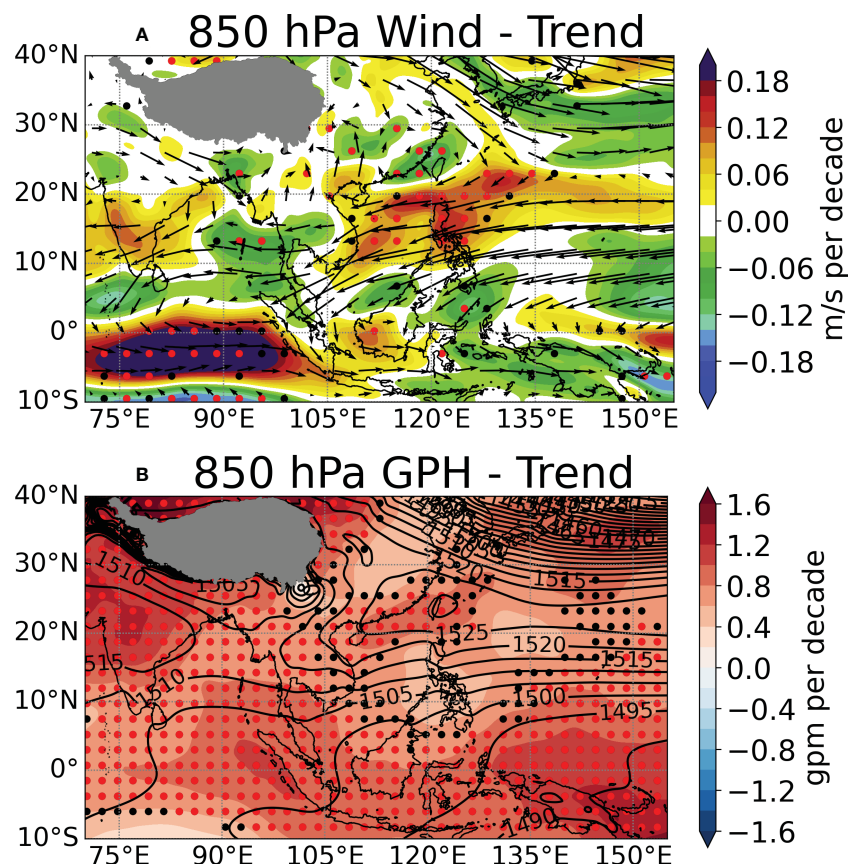 A 850 hPa Wind - Trend
40°N
30°N
20°N
10°N
0°
10°S
75°E 90°E 105°E 120°E 135°E 150°E
0.18
0.12
0.06
0.00
−0.06
−0.12
−0.18
m/s per decade
B 850 hPa GPH - Trend
40°N
30°N
20°N
10°N
0°
10°S
75°E 90°E 105°E 120°E 135°E 150°E
1510
1505
1515
1525
1520
1515
515
1510
1505
1500
1495
1490
1.6
1.2
0.8
0.4
0.0
−0.4
−0.8
−1.2
−1.6
gpm per decade